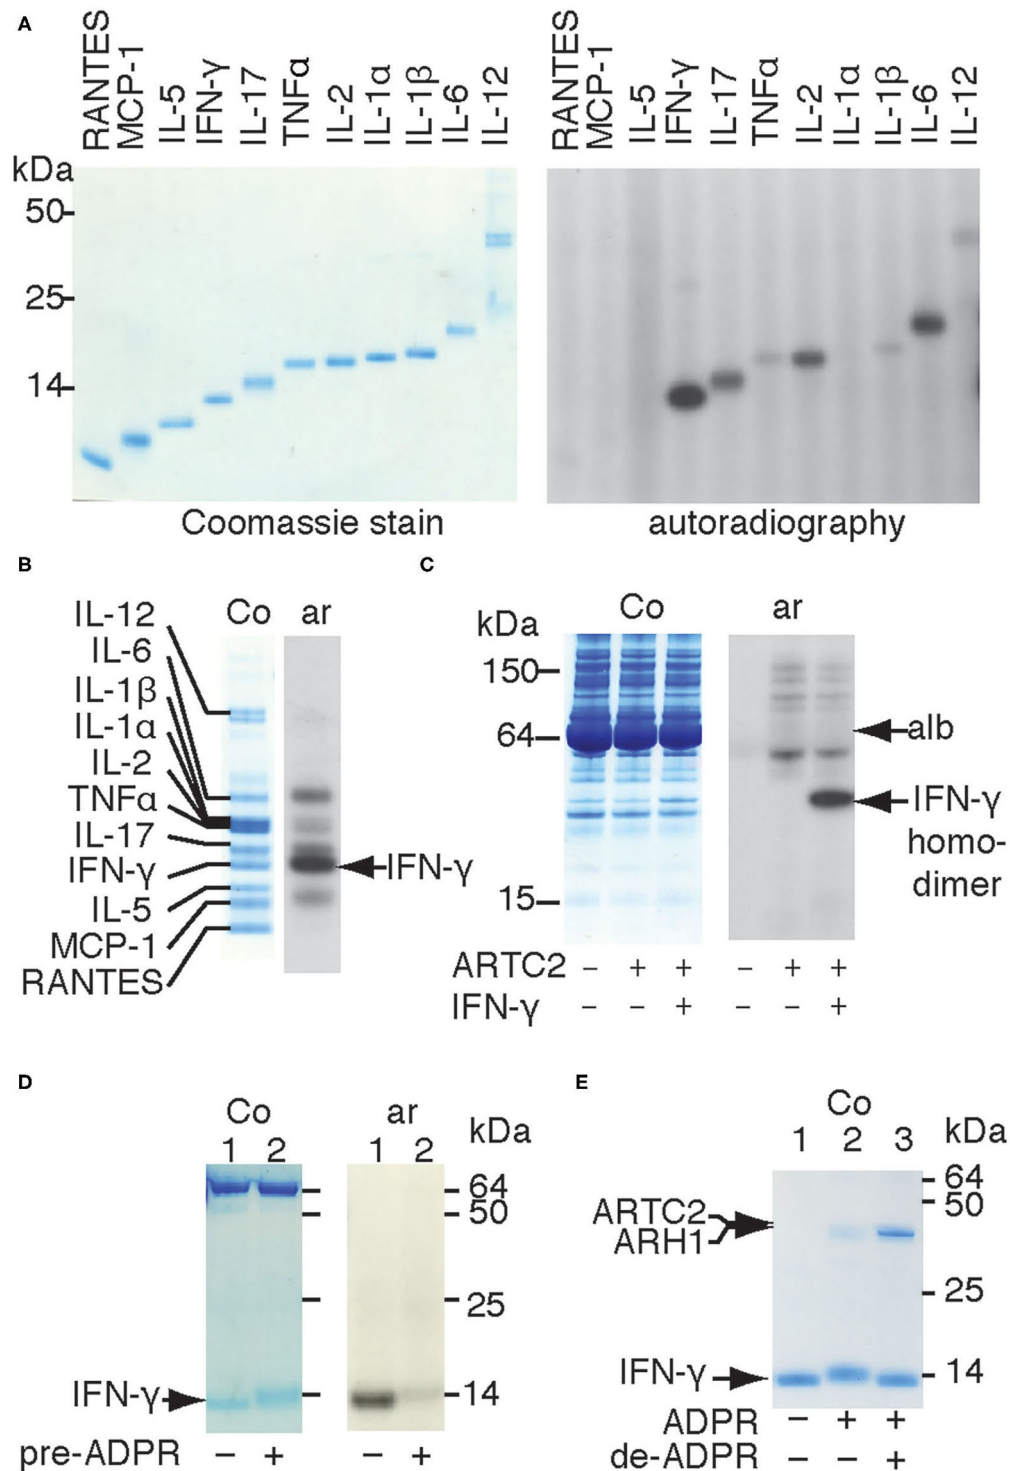 A
RANTES MCP-1 IL-5 IFN-γ IL-17 TNFα IL-2 IL-1α IL-1β IL-6 IL-12
RANTES MCP-1 IL-5 IFN-γ IL-17 TNFα IL-2 IL-1α IL-1β IL-6 IL-12
kDa
50
25
14
Coomassie stain
autoradiography
B
Co ar
IL-12
IL-6
IL-1β
IL-1α
IL-2
TNFα
IL-17
IFN-γ
IL-5
MCP-1
RANTES
IFN-γ
C
Co ar
kDa
150
64
15
alb
IFN-γ
homo-
dimer
ARTC2 – + + – + +
IFN-γ – – + – – +
D
Co ar
1 2 1 2 kDa
64
50
25
14
IFN-γ
pre-ADPR – + – +
E
Co
1 2 3 kDa
64
50
25
14
ARTC2
ARH1
IFN-γ
ADPR – + +
de-ADPR – – +